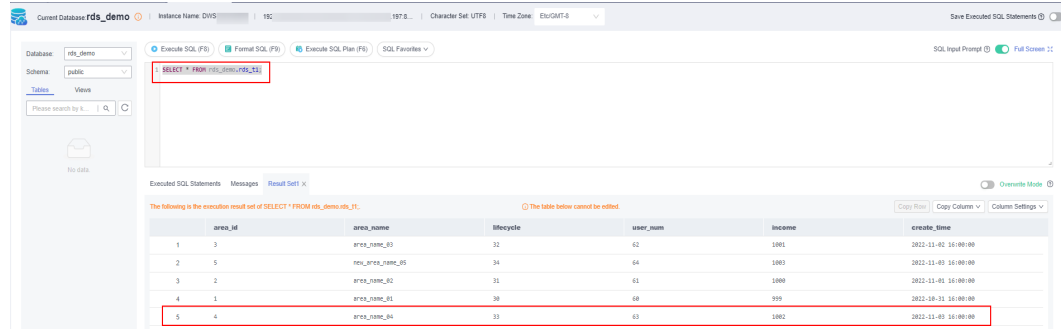 Current Database: rds_demo | Instance Name: DWS | 192 .197:8... | Character Set: UTF8 | Time Zone: Etc/GMT-8 Save Executed SQL Statements
Database: rds_demo Execute SQL (F8) Format SQL (F9) Execute SQL Plan (F6) SQL Favorites SQL Input Prompt Full Screen
Schema: public 1 SELECT * FROM rds_demo.rds_t1;
Tables Views
Please search by k...
No data
Executed SQL Statements Messages Result Set1 × Overwrite Mode
The following is the execution result set of SELECT * FROM rds_demo.rds_t1;. The table below cannot be edited. Copy Row Copy Column Column Settings
area_id area_name lifecycle user_num income create_time
1 3 area_name_03 32 62 1001 2022-11-02 16:00:00
2 5 new_area_name_05 34 64 1003 2022-11-03 16:00:00
3 2 area_name_02 31 61 1000 2022-11-01 16:00:00
4 1 area_name_01 30 60 999 2022-10-31 16:00:00
5 4 area_name_04 33 63 1002 2022-11-03 16:00:00